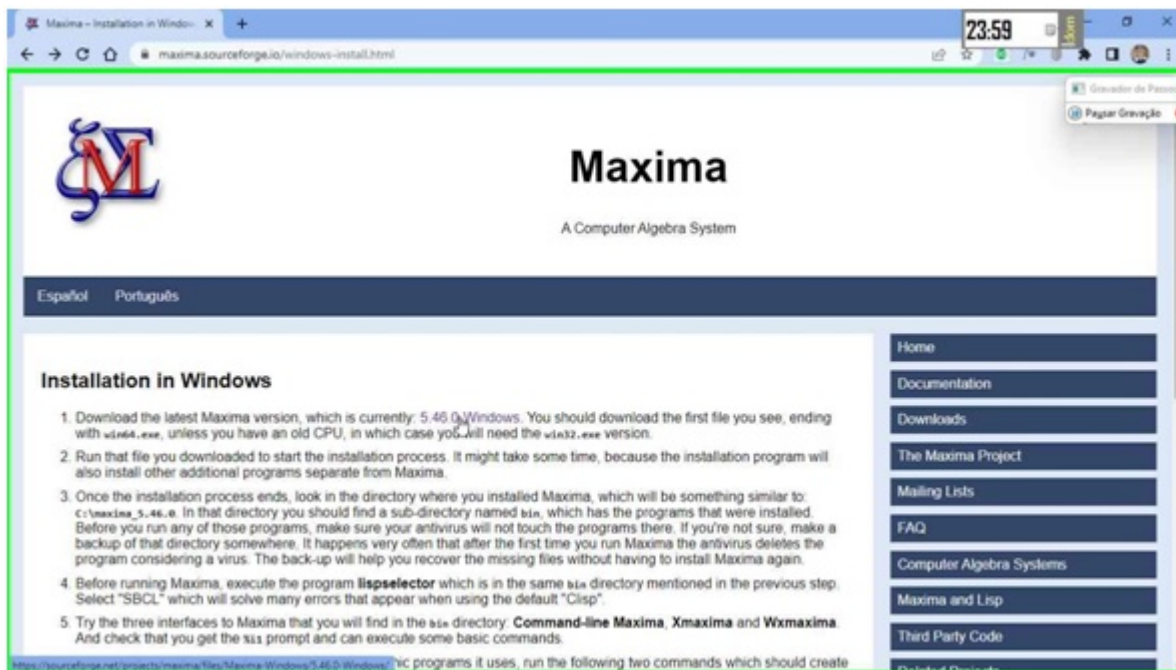 Maxima – Installation in Window
23:59
dom
maxima.sourceforge.io/windows-install.html
Gravador de Passo
Pausar Gravação
Maxima
A Computer Algebra System
Español Português
Home
Installation in Windows
Documentation
1. Download the latest Maxima version, which is currently: 5.46.0-Windows. You should download the first file you see, ending
with win64.exe, unless you have an old CPU, in which case you will need the win32.exe version.
Downloads
2. Run that file you downloaded to start the installation process. It might take some time, because the installation program will
also install other additional programs separate from Maxima.
The Maxima Project
3. Once the installation process ends, look in the directory where you installed Maxima, which will be something similar to:
C:\maxima_5.46.0. In that directory you should find a sub-directory named bin, which has the programs that were installed.
Before you run any of those programs, make sure your antivirus will not touch the programs there. If you're not sure, make a
backup of that directory somewhere. It happens very often that after the first time you run Maxima the antivirus deletes the
program considering a virus. The back-up will help you recover the missing files without having to install Maxima again.
Mailing Lists
FAQ
Computer Algebra Systems
4. Before running Maxima, execute the program lispselector which is in the same bin directory mentioned in the previous step.
Select "SBCL" which will solve many errors that appear when using the default "Clisp".
Maxima and Lisp
5. Try the three interfaces to Maxima that you will find in the bin directory: Command-line Maxima, Xmaxima and Wxmaxima.
And check that you get the %i1 prompt and can execute some basic commands.
Third Party Code
https://sourceforge.net/projects/maxima/files/Maxima-Windows/5.46.0-Windows/
nic programs it uses, run the following two commands which should create
Related Projects